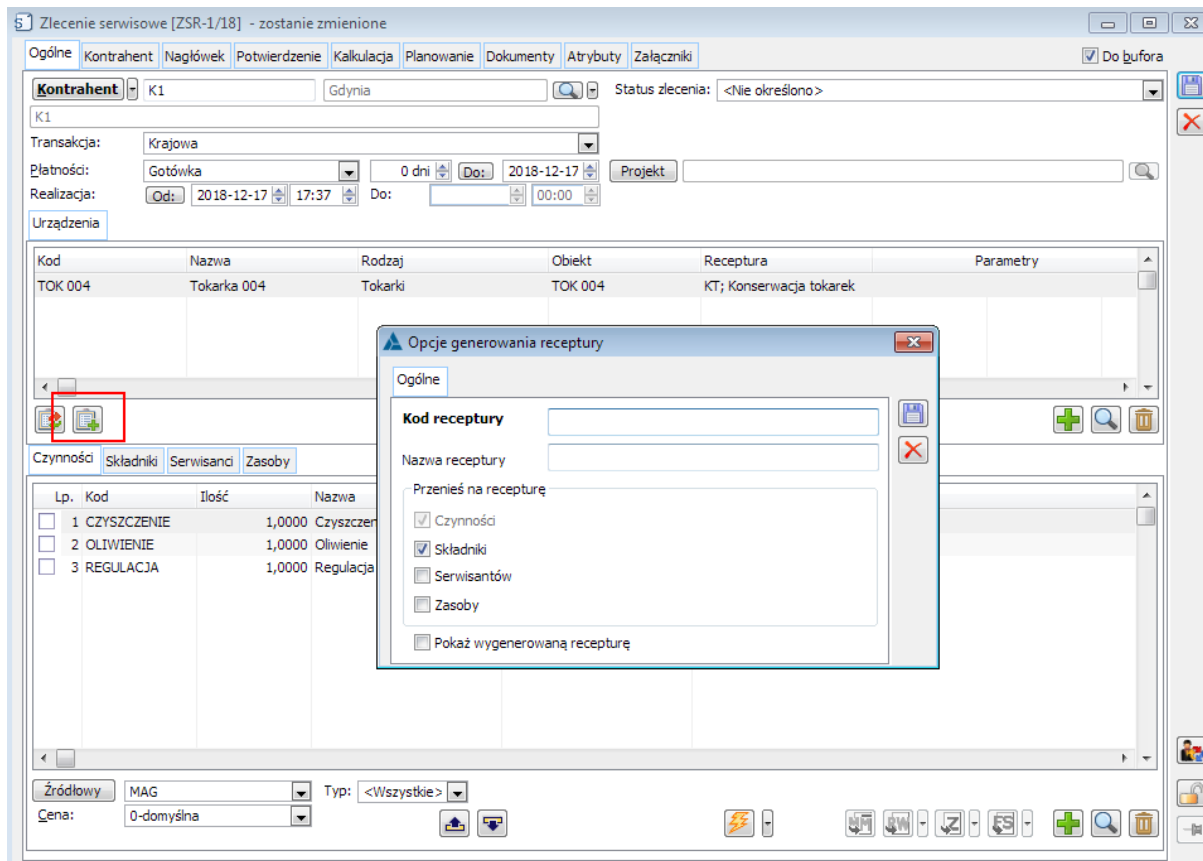 Zlecenie serwisowe [ZSR-1/18] - zostanie zmienione
Ogólne Kontrahent Nagłówek Potwierdzenie Kalkulacja Planowanie Dokumenty Atrybuty Załączniki Do bufora
Kontrahent K1 Gdynia Status zlecenia: <Nie określono>
K1
Transakcja: Krajowa
Płatności: Gotówka 0 dni Do: 2018-12-17 Projekt
Realizacja: Od: 2018-12-17 17:37 Do: 00:00
Urządzenia
Kod Nazwa Rodzaj Obiekt Receptura Parametry
TOK 004 Tokarka 004 Tokarki TOK 004 KT; Konserwacja tokarek
Opcje generowania receptury
Ogólne
Kod receptury
Nazwa receptury
Przenieś na recepturę
Czynności
Składniki
Serwisantów
Zasoby
Pokaż wygenerowaną recepturę
Czynności Składniki Serwisanci Zasoby
Lp. Kod Ilość Nazwa
1 CZYSZCZENIE 1,0000 Czyszczen
2 OLIWIENIE 1,0000 Oliwienie
3 REGULACJA 1,0000 Regulacja
Źródłowy MAG Typ: <Wszystkie>
Cena: 0-domyślna
MM RW Z FS